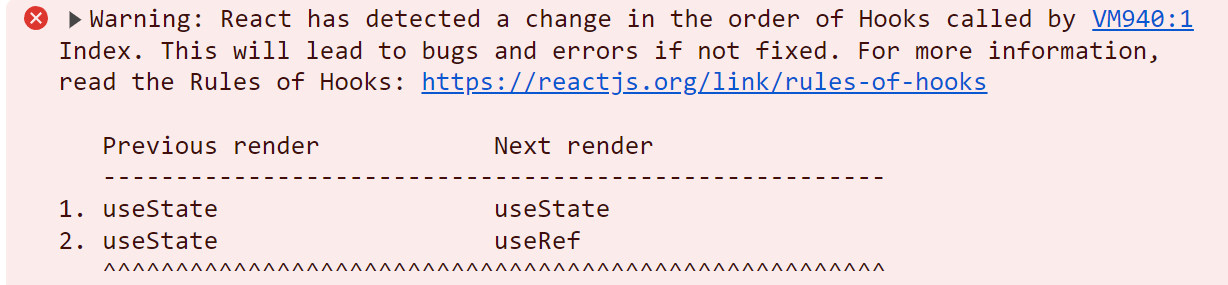 Warning: React has detected a change in the order of Hooks called by VM940:1
Index. This will lead to bugs and errors if not fixed. For more information,
read the Rules of Hooks: https://reactjs.org/link/rules-of-hooks
Previous render Next render
------------------------------------------------------
1. useState useState
2. useState useRef
^^^^^^^^^^^^^^^^^^^^^^^^^^^^^^^^^^^^^^^^^^^^^^^^^^^^^^